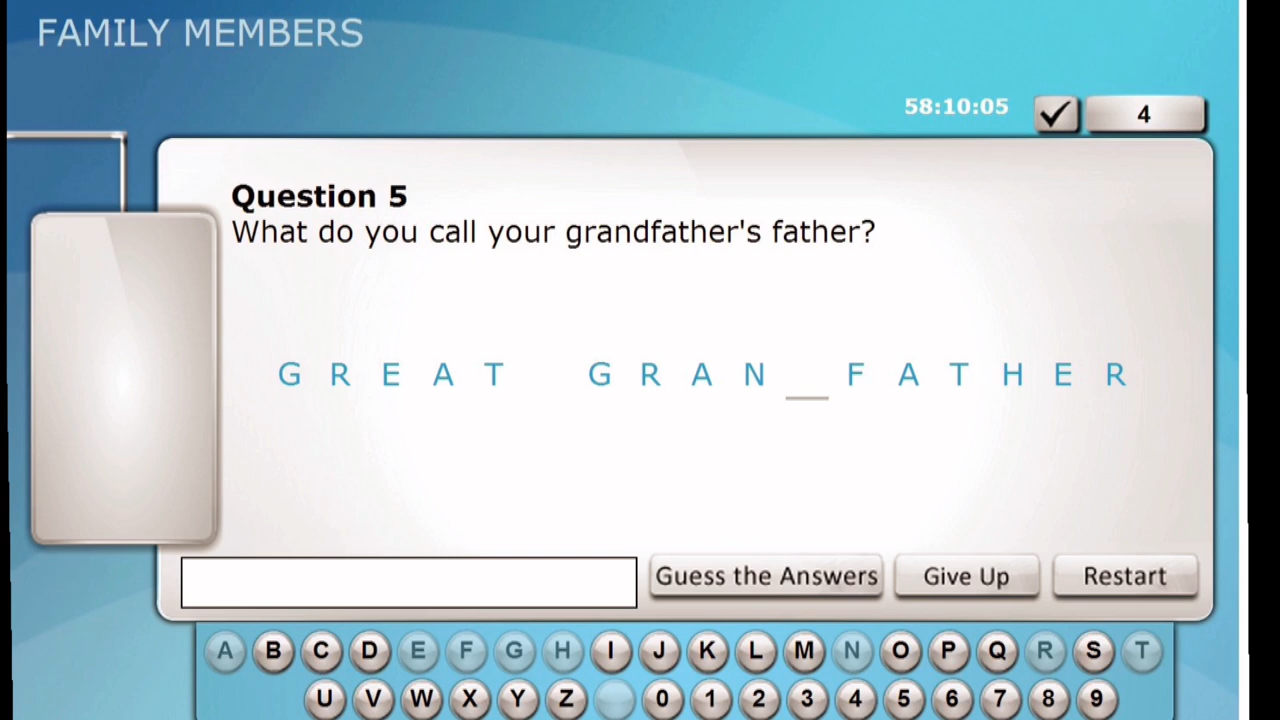 FAMILY MEMBERS
58:10:05 4
Question 5
What do you call your grandfather's father?
G R E A T G R A N _ F A T H E R
Guess the Answers Give Up Restart
A B C D E F G H I J K L M N O P Q R S T
U V W X Y Z 0 1 2 3 4 5 6 7 8 9